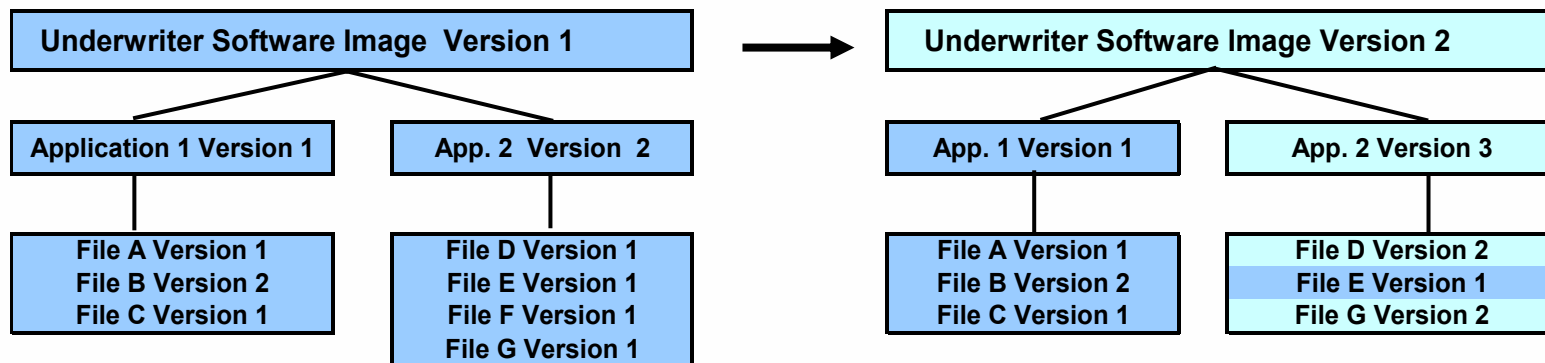 Underwriter Software Image Version 1
Application 1 Version 1
App. 2 Version 2
File A Version 1
File B Version 2
File C Version 1
File D Version 1
File E Version 1
File F Version 1
File G Version 1
Underwriter Software Image Version 2
App. 1 Version 1
App. 2 Version 3
File A Version 1
File B Version 2
File C Version 1
File D Version 2
File E Version 1
File G Version 2